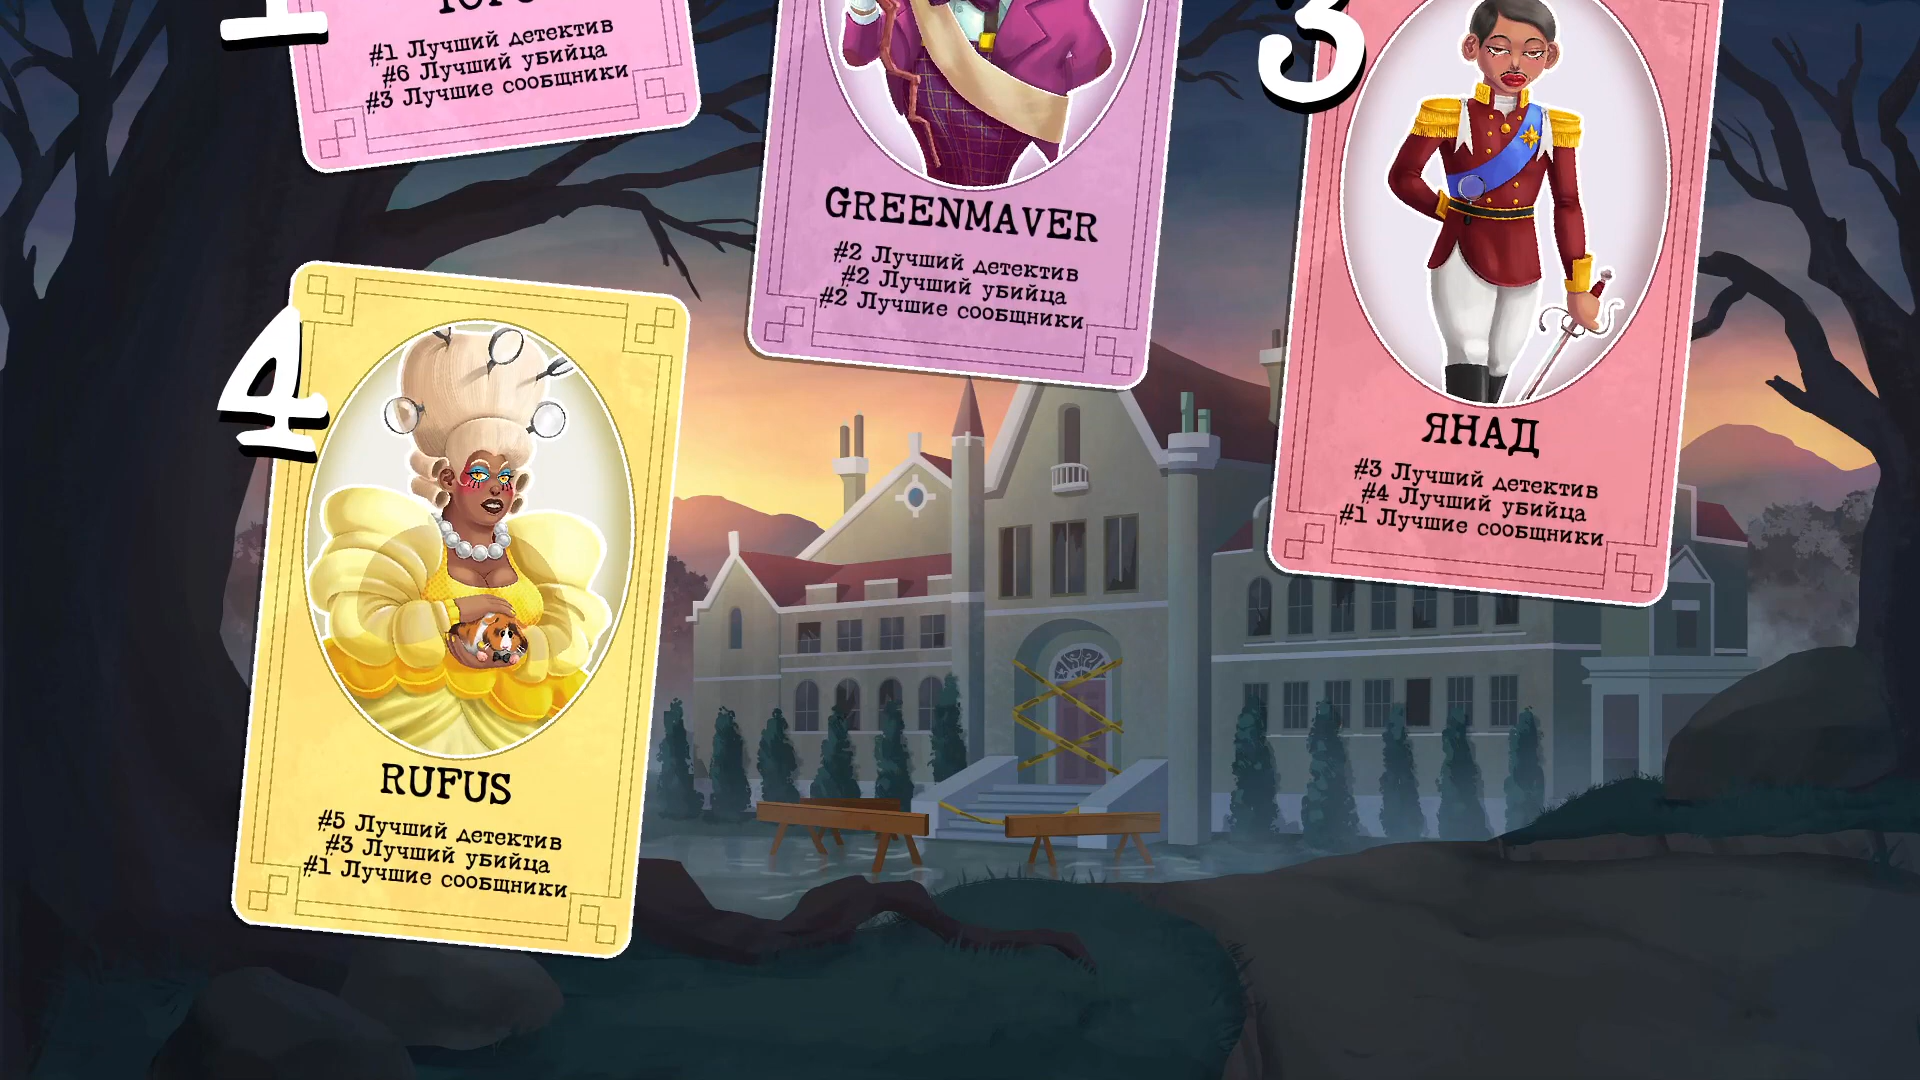 1
#1 Лучший детектив
#6 Лучший убийца
#3 Лучшие сообщники
GREENMAVER
#2 Лучший детектив
#2 Лучший убийца
#2 Лучшие сообщники
3
ЯНАД
#3 Лучший детектив
#4 Лучший убийца
#1 Лучшие сообщники
4
RUFUS
#5 Лучший детектив
#3 Лучший убийца
#1 Лучшие сообщники